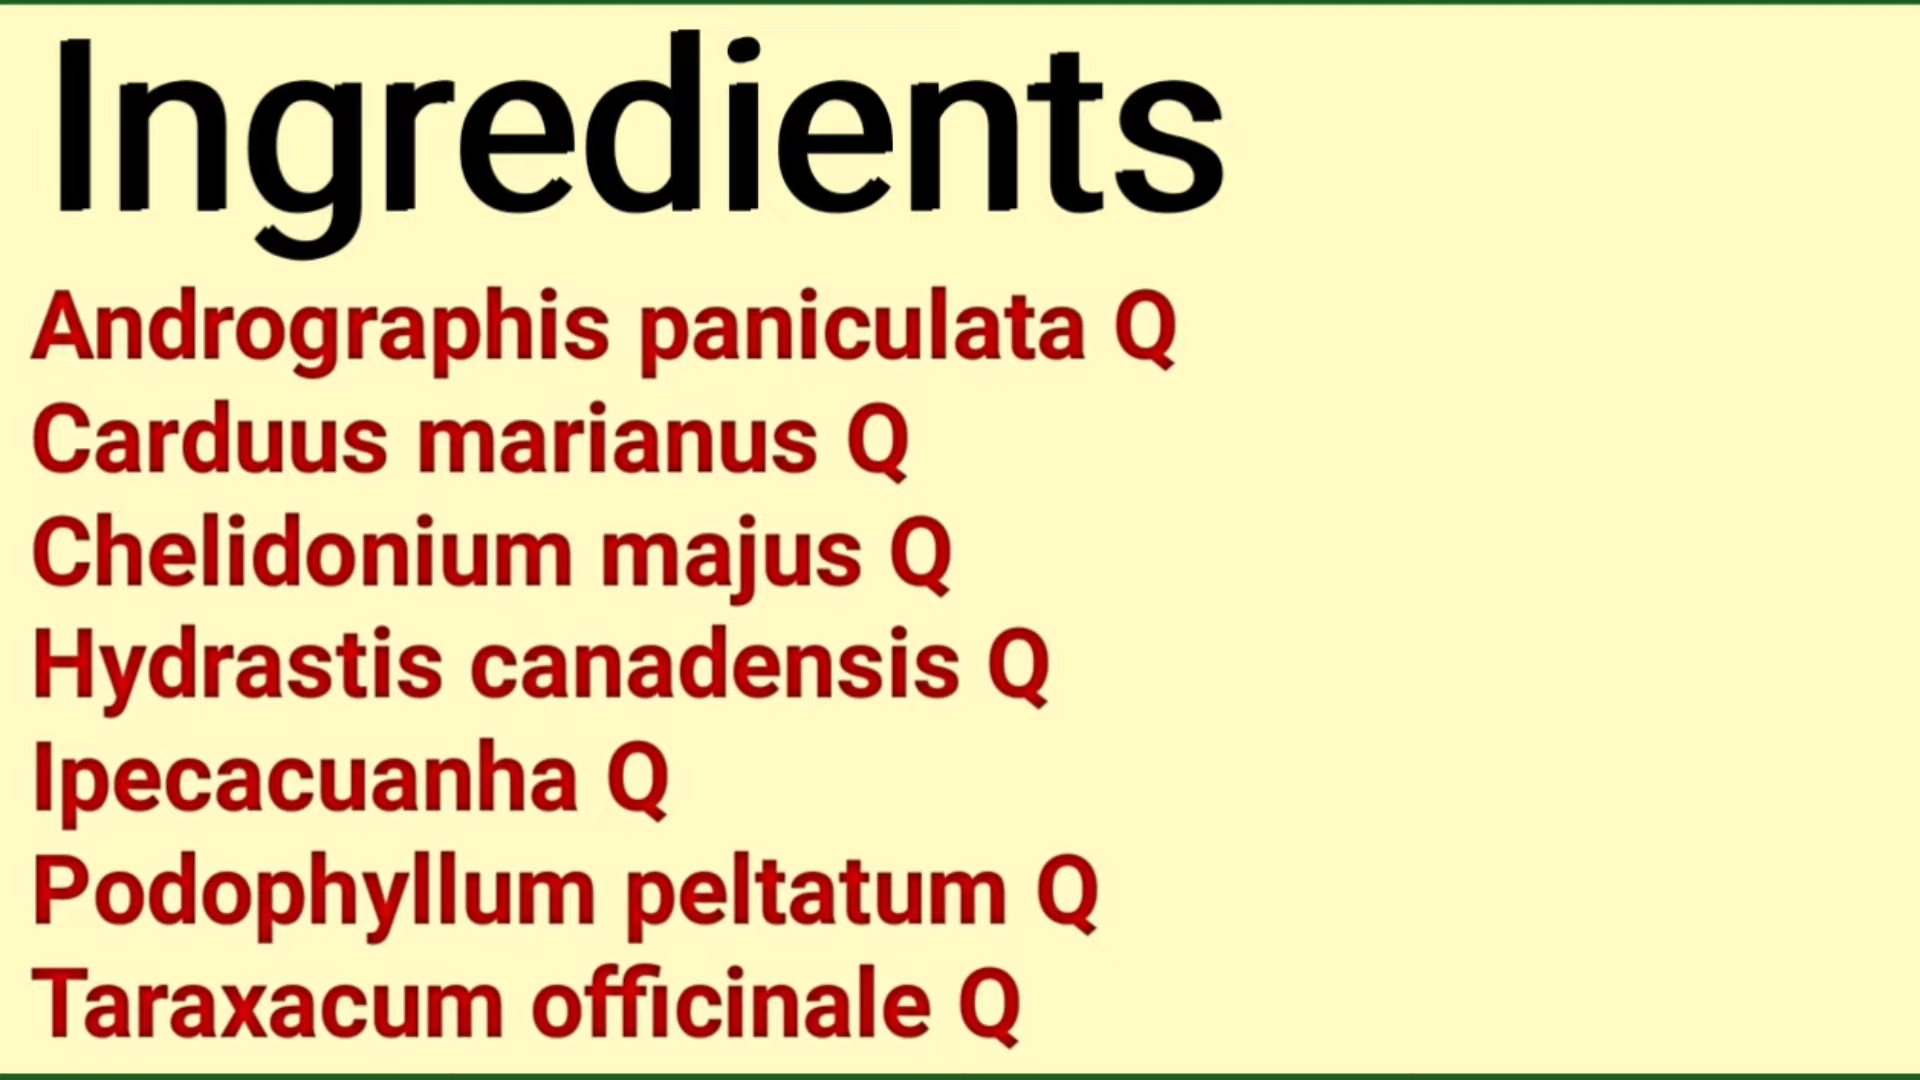 Ingredients
Andrographis paniculata Q
Carduus marianus Q
Chelidonium majus Q
Hydrastis canadensis Q
Ipecacuanha Q
Podophyllum peltatum Q
Taraxacum officinale Q